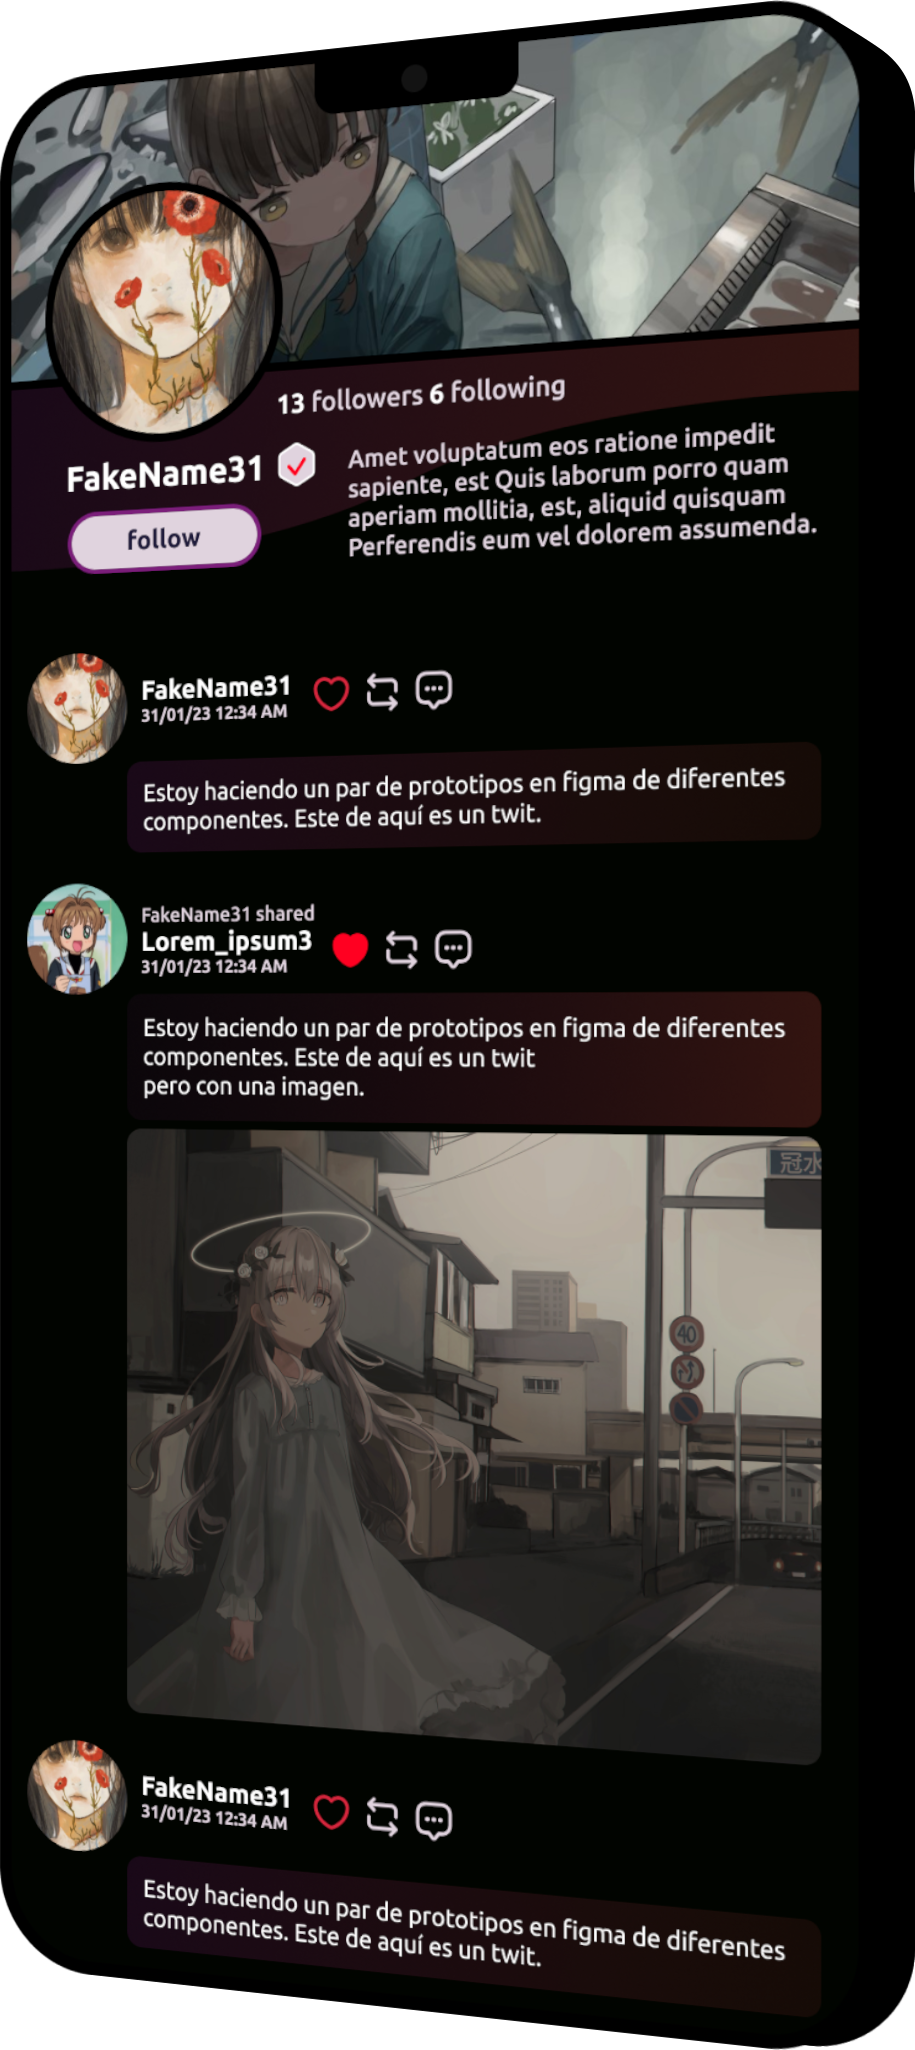 13 followers 6 following
FakeName31
follow
Amet voluptatum eos ratione impedit
sapiente, est Quis laborum porro quam
aperiam mollitia, est, aliquid quisquam
Perferendis eum vel dolorem assumenda.
FakeName31
31/01/23 12:34 AM
Estoy haciendo un par de prototipos en figma de diferentes
componentes. Este de aquí es un twit.
FakeName31 shared
Lorem_ipsum3
31/01/23 12:34 AM
Estoy haciendo un par de prototipos en figma de diferentes
componentes. Este de aquí es un twit
pero con una imagen.
冠水
40
FakeName31
31/01/23 12:34 AM
Estoy haciendo un par de prototipos en figma de diferentes
componentes. Este de aquí es un twit.